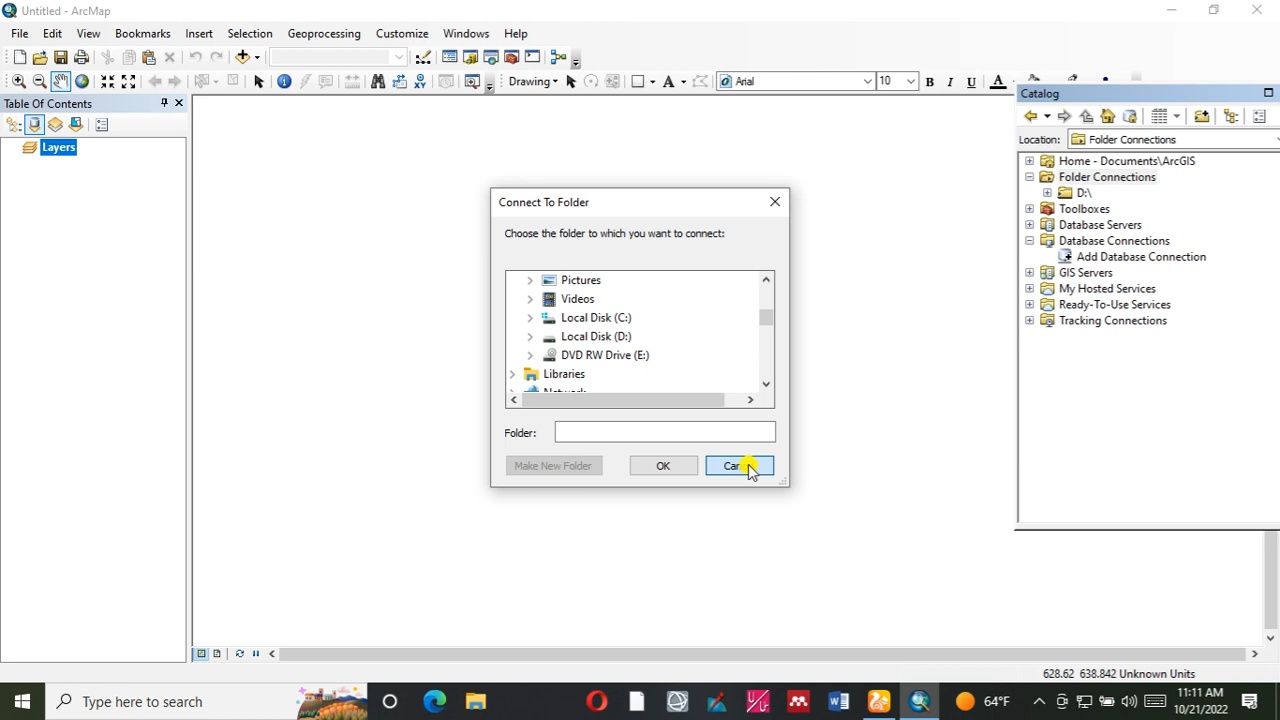 Untitled - ArcMap
File Edit View Bookmarks Insert Selection Geoprocessing Customize Windows Help
Drawing Arial 10 B I U A
Table Of Contents
Layers
Catalog
Location: Folder Connections
Home - Documents\ArcGIS
Folder Connections
D:\
Toolboxes
Database Servers
Database Connections
Add Database Connection
GIS Servers
My Hosted Services
Ready-To-Use Services
Tracking Connections
Connect To Folder
Choose the folder to which you want to connect:
Pictures
Videos
Local Disk (C:)
Local Disk (D:)
DVD RW Drive (E:)
Libraries
Folder:
Make New Folder OK
628.62 638.842 Unknown Units
Type here to search
64°F
11:11 AM
10/21/2022